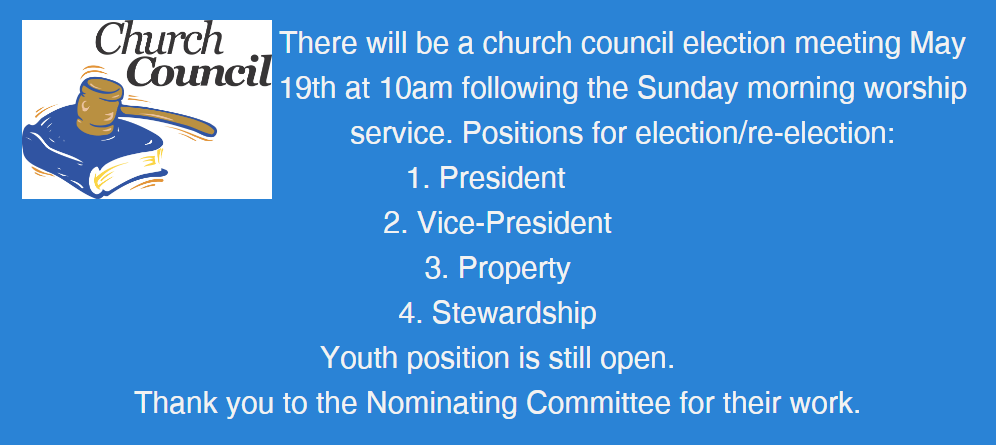 Church
Council
There will be a church council election meeting May
19th at 10am following the Sunday morning worship
service. Positions for election/re-election:
1. President
2. Vice-President
3. Property
4. Stewardship
Youth position is still open.
Thank you to the Nominating Committee for their work.